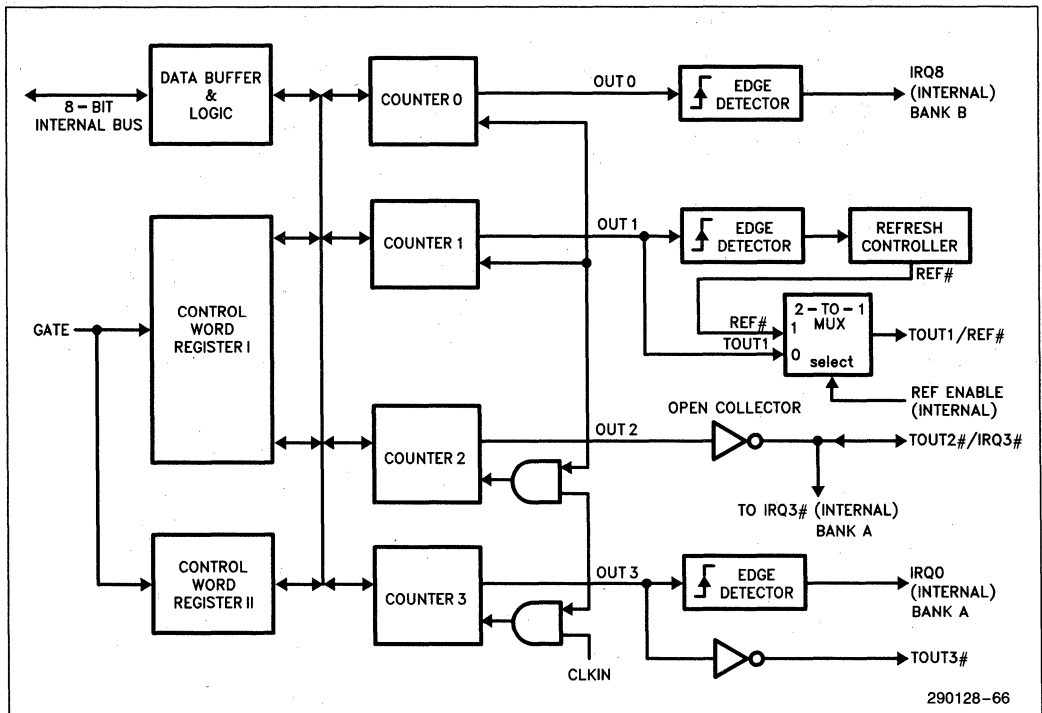 DATA BUFFER
&
LOGIC
8-BIT
INTERNAL BUS
COUNTER 0
OUT 0
EDGE
DETECTOR
IRQ8
(INTERNAL)
BANK B
CONTROL
WORD
REGISTER I
GATE
COUNTER 1
OUT 1
EDGE
DETECTOR
REFRESH
CONTROLLER
REF#
2-TO-1
MUX
REF#
1
TOUT1
0
select
TOUT1/REF#
REF ENABLE
(INTERNAL)
COUNTER 2
OUT 2
OPEN COLLECTOR
TOUT2#/IRQ3#
TO IRQ3# (INTERNAL)
BANK A
CONTROL
WORD
REGISTER II
COUNTER 3
OUT 3
EDGE
DETECTOR
IRQ0
(INTERNAL)
BANK A
CLKIN
TOUT3#
290128-66